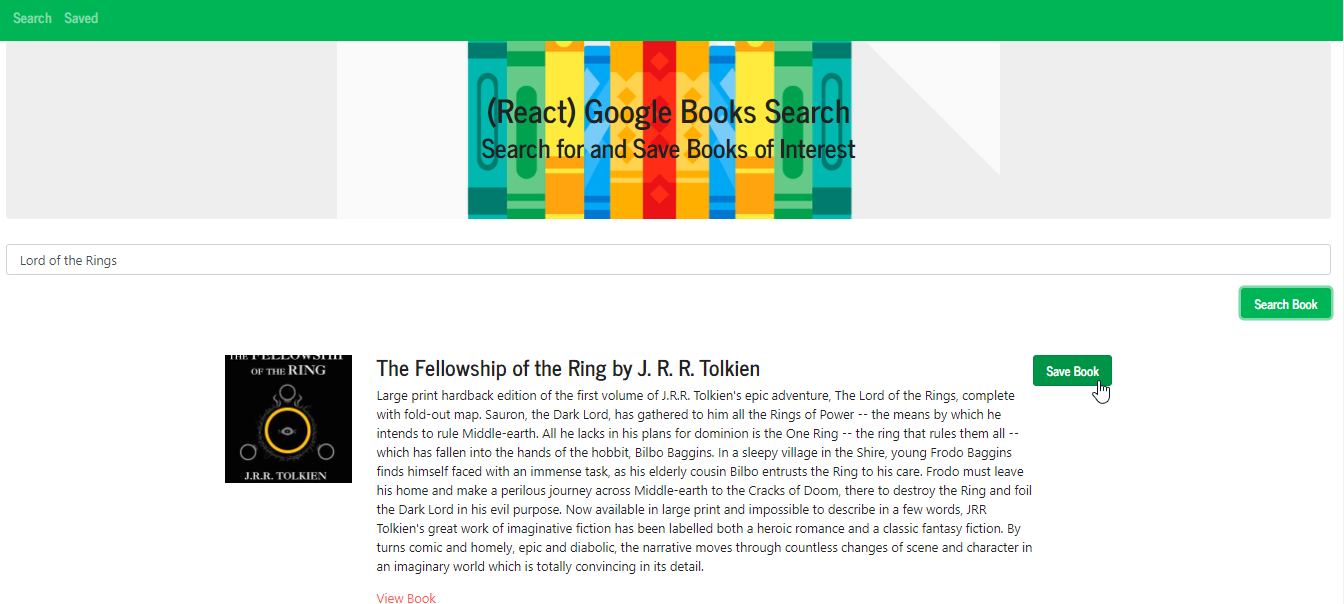 Search Saved
(React) Google Books Search
Search for and Save Books of Interest
Lord of the Rings
Search Book
THE FELLOWSHIP
OF THE RING
J.R.R. TOLKIEN
The Fellowship of the Ring by J. R. R. Tolkien
Save Book
Large print hardback edition of the first volume of J.R.R. Tolkien's epic adventure, The Lord of the Rings, complete
with fold-out map. Sauron, the Dark Lord, has gathered to him all the Rings of Power -- the means by which he
intends to rule Middle-earth. All he lacks in his plans for dominion is the One Ring -- the ring that rules them all --
which has fallen into the hands of the hobbit, Bilbo Baggins. In a sleepy village in the Shire, young Frodo Baggins
finds himself faced with an immense task, as his elderly cousin Bilbo entrusts the Ring to his care. Frodo must leave
his home and make a perilous journey across Middle-earth to the Cracks of Doom, there to destroy the Ring and foil
the Dark Lord in his evil purpose. Now available in large print and impossible to describe in a few words, JRR
Tolkien's great work of imaginative fiction has been labelled both a heroic romance and a classic fantasy fiction. By
turns comic and homely, epic and diabolic, the narrative moves through countless changes of scene and character in
an imaginary world which is totally convincing in its detail.
View Book